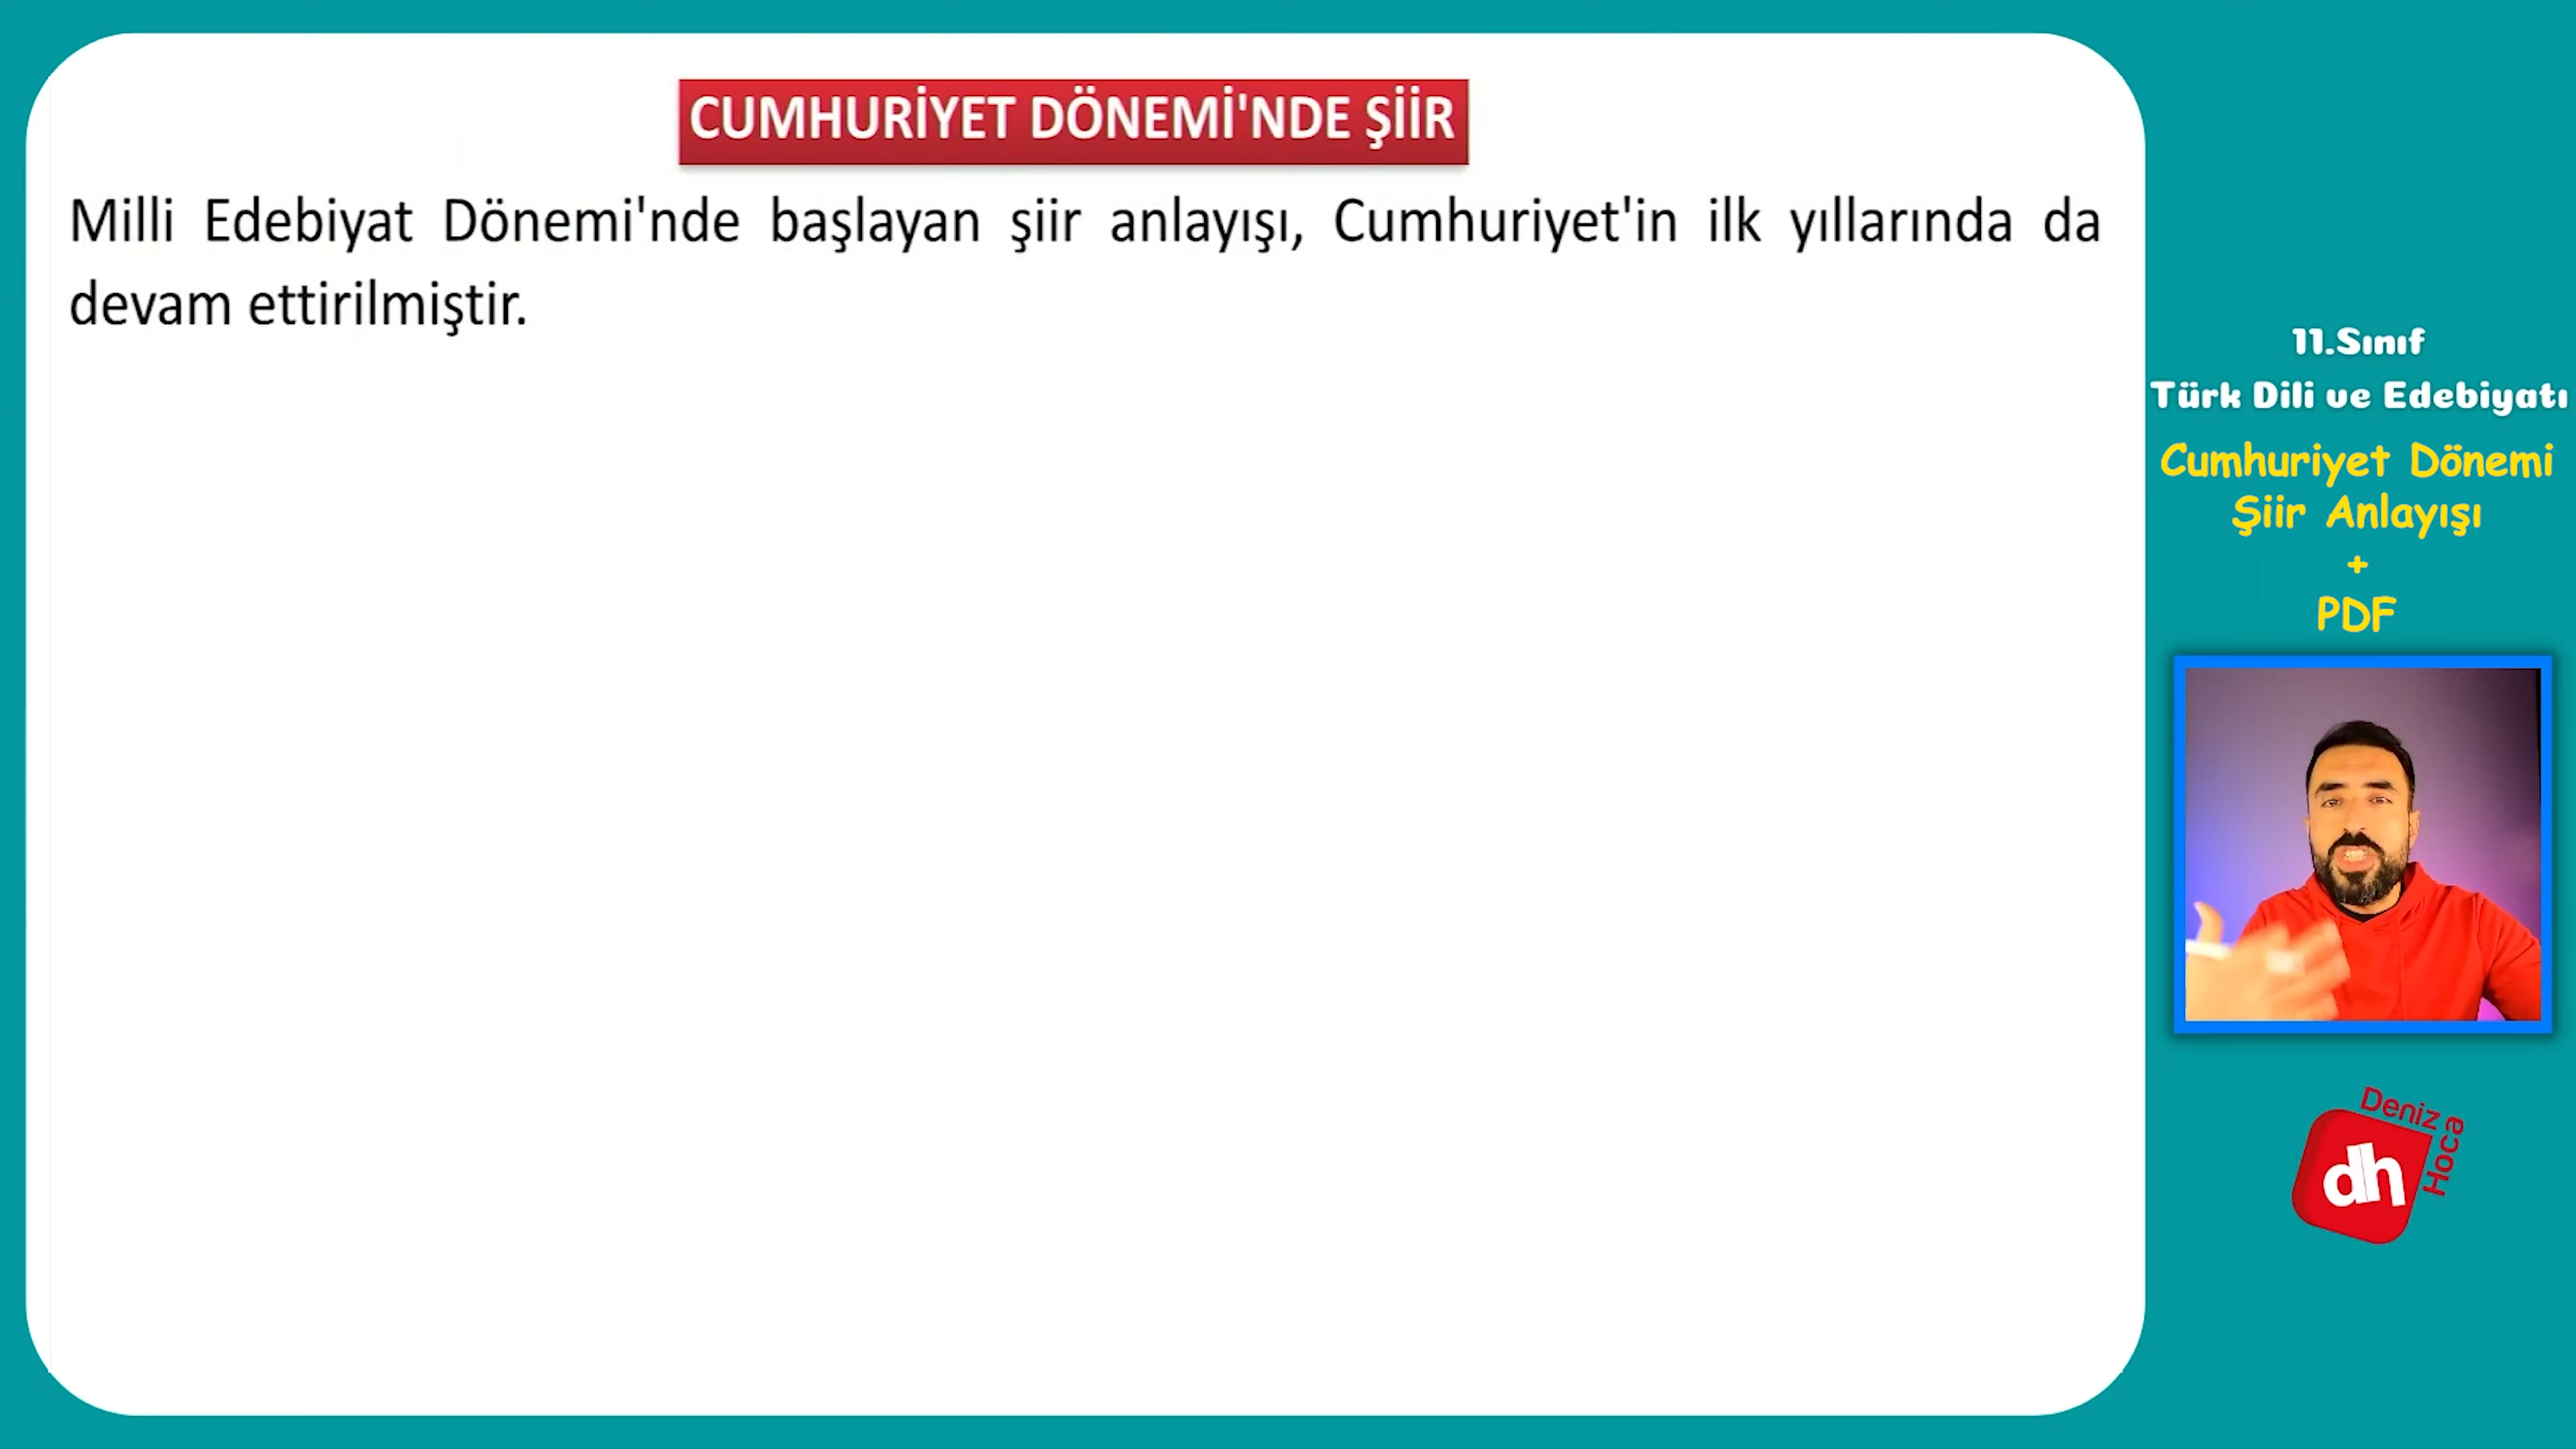 CUMHURİYET DÖNEMİ'NDE ŞİİR
Milli Edebiyat Dönemi'nde başlayan şiir anlayışı, Cumhuriyet'in ilk yıllarında da
devam ettirilmiştir.
11.Sınıf
Türk Dili ve Edebiyatı
Cumhuriyet Dönemi
Şiir Anlayışı
+
PDF
Deniz
Hoca
dh